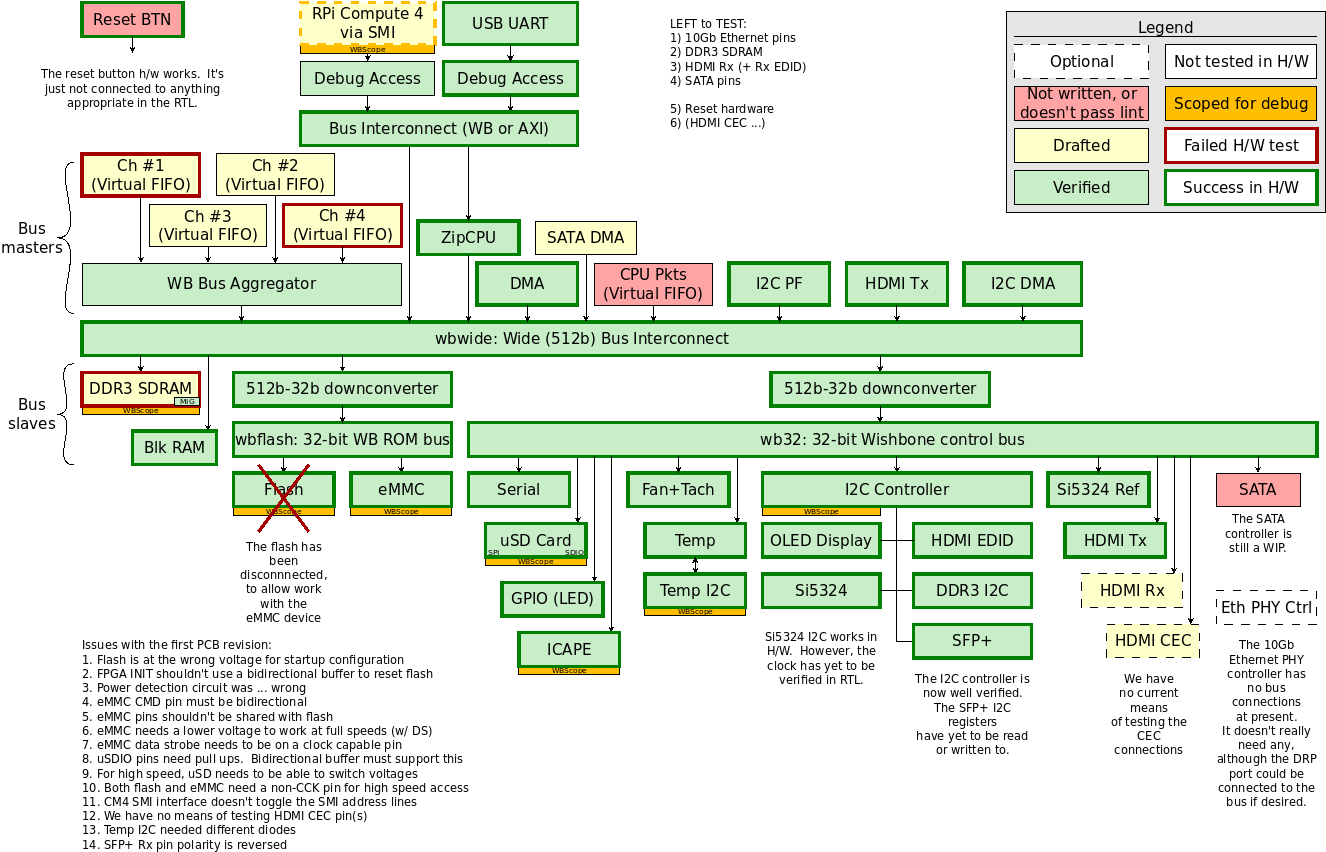 Reset BTN
The reset button h/w works.  It's
just not connected to anything
appropriate in the RTL.
RPi Compute 4
via SMI
WBScope
USB UART
Debug Access
Debug Access
Bus Interconnect (WB or AXI)
LEFT to TEST:
1) 10Gb Ethernet pins
2) DDR3 SDRAM
3) HDMI Rx (+ Rx EDID)
4) SATA pins
5) Reset hardware
6) (HDMI CEC ...)
Legend
Optional
Not tested in H/W
Not written, or
doesn't pass lint
Scoped for debug
Drafted
Failed H/W test
Verified
Success in H/W
Bus
masters
Ch #1
(Virtual FIFO)
Ch #2
(Virtual FIFO)
Ch #3
(Virtual FIFO)
Ch #4
(Virtual FIFO)
WB Bus Aggregator
ZipCPU
SATA DMA
DMA
CPU Pkts
(Virtual FIFO)
I2C PF
HDMI Tx
I2C DMA
wbwide: Wide (512b) Bus Interconnect
Bus
slaves
DDR3 SDRAM
MIG
WBScope
Blk RAM
512b-32b downconverter
512b-32b downconverter
wbflash: 32-bit WB ROM bus
wb32: 32-bit Wishbone control bus
Flash
WBScope
eMMC
WBScope
The flash has
been
disconnnected,
to allow work
with the
eMMC device
Serial
uSD Card
SPI
SDIO
WBScope
GPIO (LED)
ICAPE
WBScope
Fan+Tach
Temp
Temp I2C
WBScope
I2C Controller
WBScope
OLED Display
HDMI EDID
Si5324
DDR3 I2C
SFP+
Si5324 I2C works in
H/W.  However, the
clock has yet to be
verified in RTL.
The I2C controller is
now well verified.
The SFP+ I2C
registers
have yet to be read
or written to.
Si5324 Ref
HDMI Tx
HDMI Rx
HDMI CEC
We have
no current
means
of testing the
CEC
connections
SATA
The SATA
controller is
still a WIP.
Eth PHY Ctrl
The 10Gb
Ethernet PHY
controller has
no bus
connections
at present.
It doesn't really
need any,
although the DRP
port could be
connected to the
bus if desired.
Issues with the first PCB revision:
1. Flash is at the wrong voltage for startup configuration
2. FPGA INIT shouldn't use a bidirectional buffer to reset flash
3. Power detection circuit was ... wrong
4. eMMC CMD pin must be bidirectional
5. eMMC pins shouldn't be shared with flash
6. eMMC needs a lower voltage to work at full speeds (w/ DS)
7. eMMC data strobe needs to be on a clock capable pin
8. uSDIO pins need pull ups.  Bidirectional buffer must support this
9. For high speed, uSD needs to be able to switch voltages
10. Both flash and eMMC need a non-CCK pin for high speed access
11. CM4 SMI interface doesn't toggle the SMI address lines
12. We have no means of testing HDMI CEC pin(s)
13. Temp I2C needed different diodes
14. SFP+ Rx pin polarity is reversed